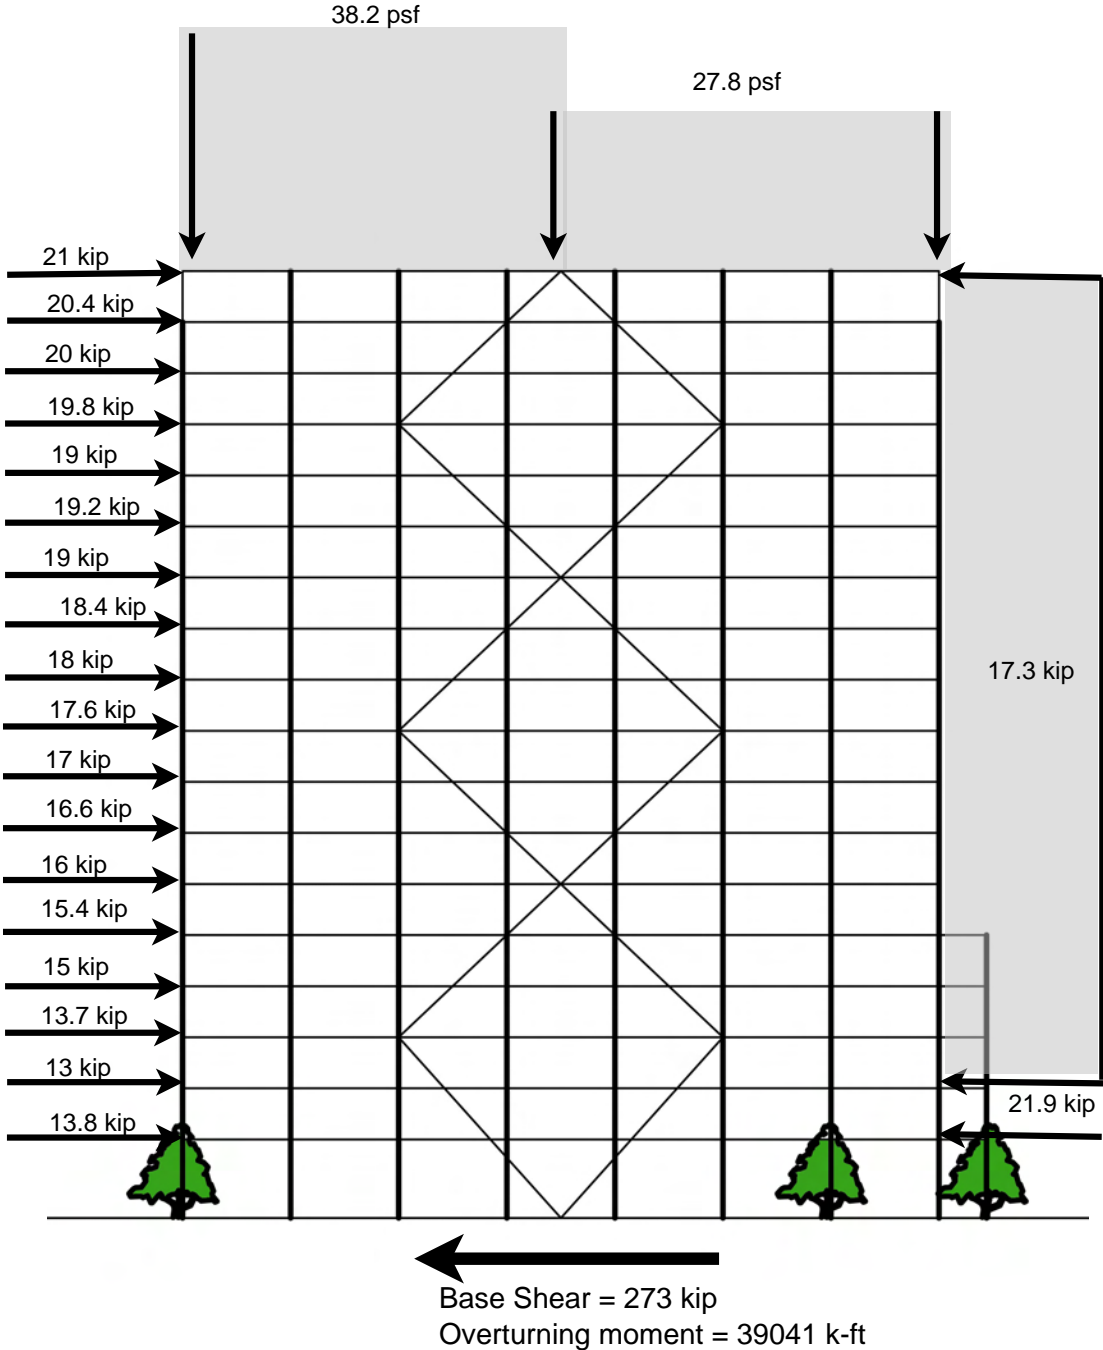 38.2 psf
27.8 psf
21 kip
20.4 kip
20 kip
19.8 kip
19 kip
19.2 kip
19 kip
18.4 kip
18 kip
17.3 kip
17.6 kip
17 kip
16.6 kip
16 kip
15.4 kip
15 kip
13.7 kip
13 kip
21.9 kip
13.8 kip
Base Shear = 273 kip
Overturning moment = 39041 k-ft